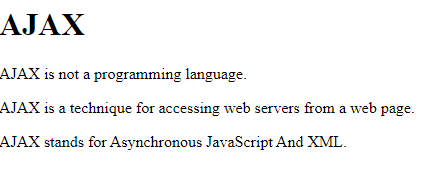 AJAX
AJAX is not a programming language.
AJAX is a technique for accessing web servers from a web page.
AJAX stands for Asynchronous JavaScript And XML.